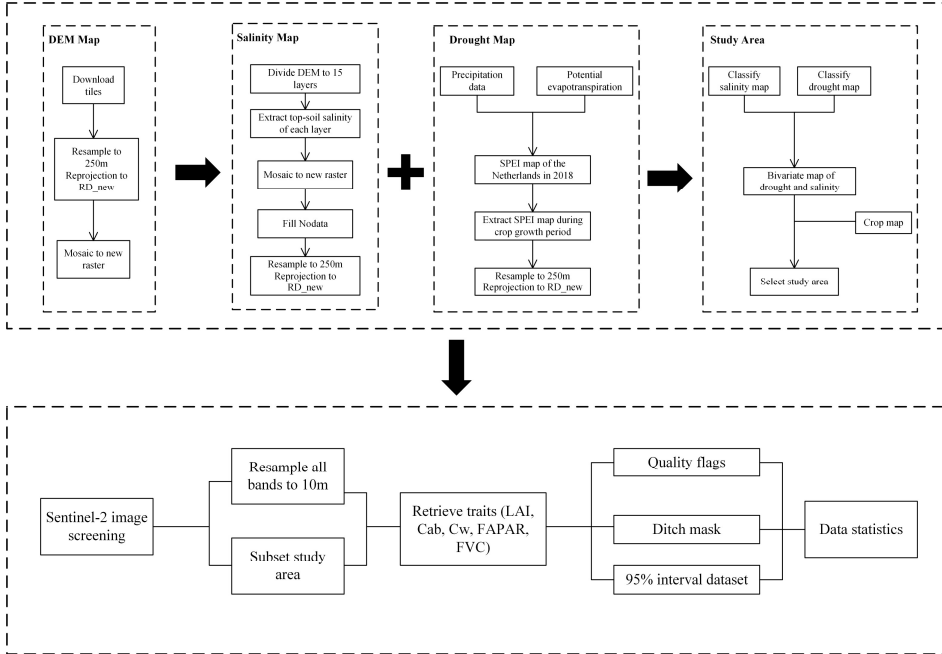 DEM Map
Download
tiles
Resample to
250m
Reprojection to
RD_new
Mosaic to new
raster
Salinity Map
Divide DEM to 15
layers
Extract top-soil salinity
of each layer
Mosaic to new raster
Fill Nodata
Resample to 250m
Reprojection to
RD_new
Drought Map
Precipitation
data
Potential
evapotranspiration
SPEI map of the
Netherlands in 2018
Extract SPEI map during
crop growth period
Resample to 250m
Reprojection to RD_new
Study Area
Classify
salinity map
Classify
drought map
Bivariate map of
drought and salinity
Crop map
Select study area
Sentinel-2 image
screening
Resample all
bands to 10m
Subset study
area
Retrieve traits (LAI,
Cab, Cw, FAPAR,
FVC)
Quality flags
Ditch mask
95% interval dataset
Data statistics